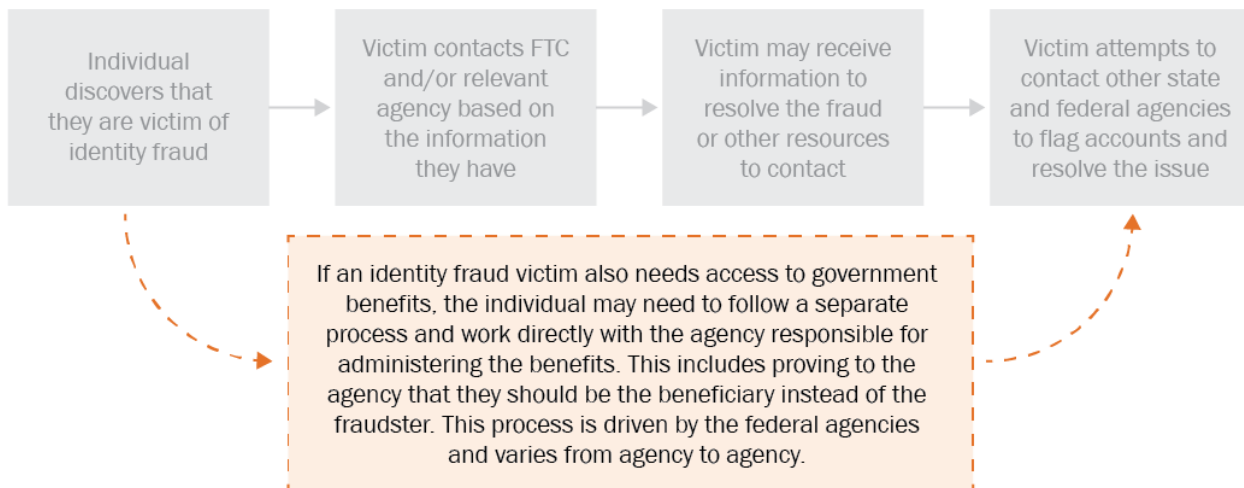 Individual
discovers that
they are victim of
identity fraud
Victim contacts FTC
and/or relevant
agency based on
the information
they have
Victim may receive
information to
resolve the fraud
or other resources
to contact
Victim attempts to
contact other state
and federal agencies
to flag accounts and
resolve the issue
If an identity fraud victim also needs access to government
benefits, the individual may need to follow a separate
process and work directly with the agency responsible for
administering the benefits. This includes proving to the
agency that they should be the beneficiary instead of the
fraudster. This process is driven by the federal agencies
and varies from agency to agency.